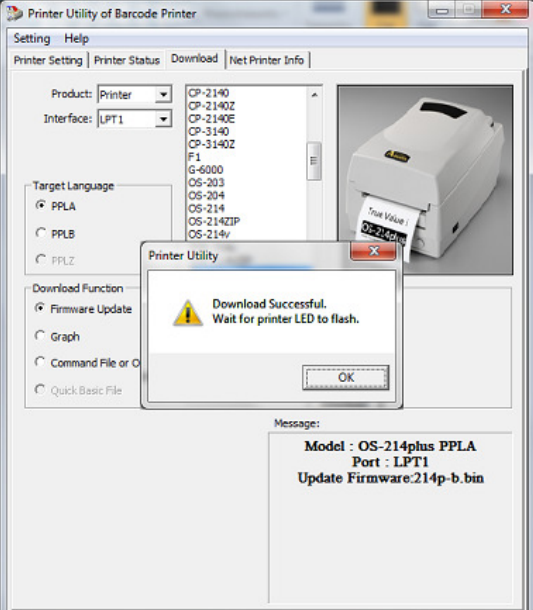 Printer Utility of Barcode Printer
Setting Help
Printer Setting Printer Status Download Net Printer Info
Product: Printer
Interface: LPT1
CP-2140
CP-2140Z
CP-2140E
CP-3140
CP-3140Z
F1
G-6000
OS-203
OS-204
OS-214
OS-214ZIP
OS-214v
Argox
True Value !
OS-214plus
Target Language
PPLA
PPLB
PPLZ
Printer Utility
Download Successful.
Wait for printer LED to flash.
OK
Download Function
Firmware Update
Graph
Command File or O
Quick Basic File
Message:
Model : OS-214plus PPLA
Port : LPT1
Update Firmware:214p-b.bin